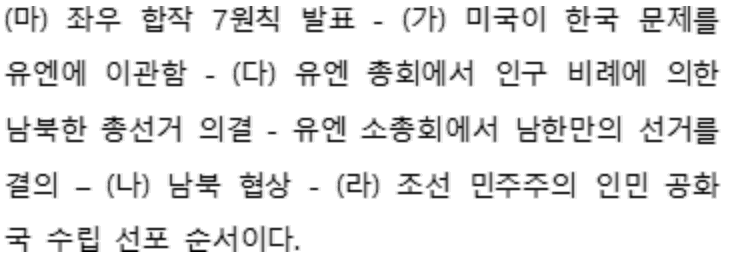 (마) 좌우 합작 7원칙 발표 - (가) 미국이 한국 문제를
유엔에 이관함 - (다) 유엔 총회에서 인구 비례에 의한
남북한 총선거 의결 - 유엔 소총회에서 남한만의 선거를
결의 – (나) 남북 협상 - (라) 조선 민주주의 인민 공화
국 수립 선포 순서이다.